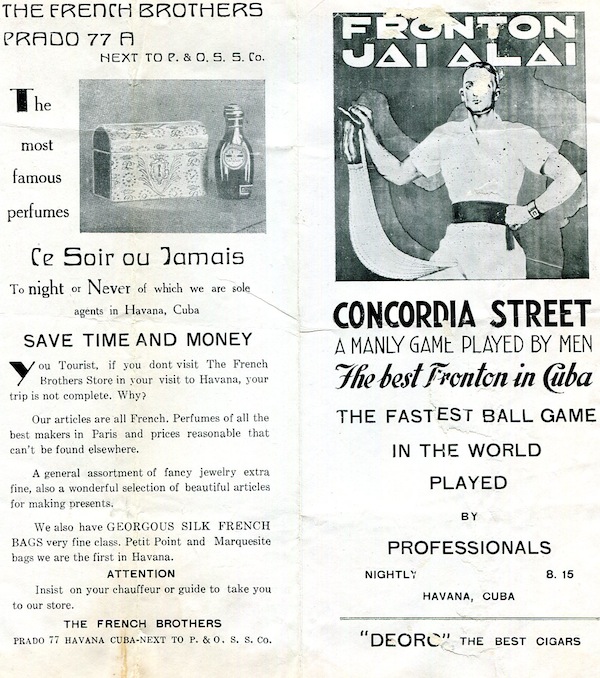 THE FRENCH BROTHERS
PRADO 77 A
NEXT TO P. & O. S. S. Co.
The
most
famous
perfumes
Ce Soir ou Jamais
To night or Never of which we are sole
agents in Havana, Cuba
SAVE TIME AND MONEY
You Tourist, if you dont visit The French
Brothers Store in your visit to Havana, your
trip is not complete. Why?
Our articles are all French. Perfumes of all the
best makers in Paris and prices reasonable that
can't be found elsewhere.
A general assortment of fancy jewelry extra
fine, also a wonderful selection of beautiful articles
for making presents.
We also have GEORGOUS SILK FRENCH
BAGS very fine class. Petit Point and Marquesite
bags we are the first in Havana.
ATTENTION
Insist on your chauffeur or guide to take you
to our store.
THE FRENCH BROTHERS
PRADO 77 HAVANA CUBA-NEXT TO P. & O. S. S. Co.
FRONTON
JAI ALAI
CONCORDIA STREET
A MANLY GAME PLAYED BY MEN
The best Fronton in Cuba
THE FASTEST BALL GAME
IN THE WORLD
PLAYED
BY
PROFESSIONALS
NIGHTLY 8. 15
HAVANA, CUBA
"DEORO" THE BEST CIGARS